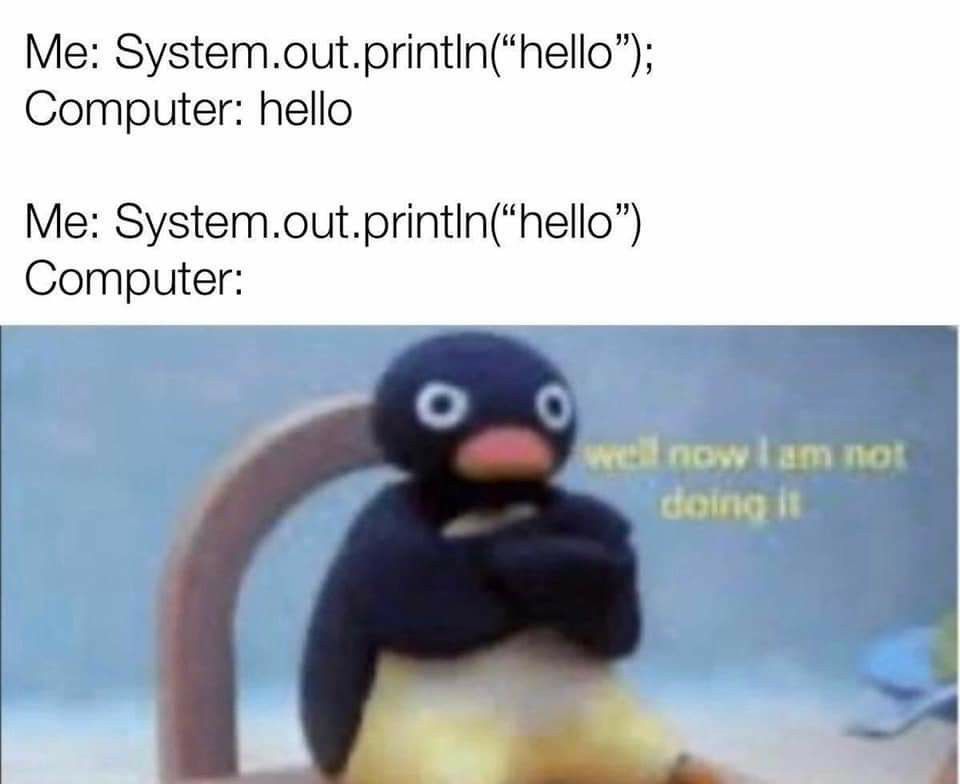 Me: System.out.println(“hello”);
Computer: hello
Me: System.out.println(“hello”)
Computer:
well now I am not
doing it